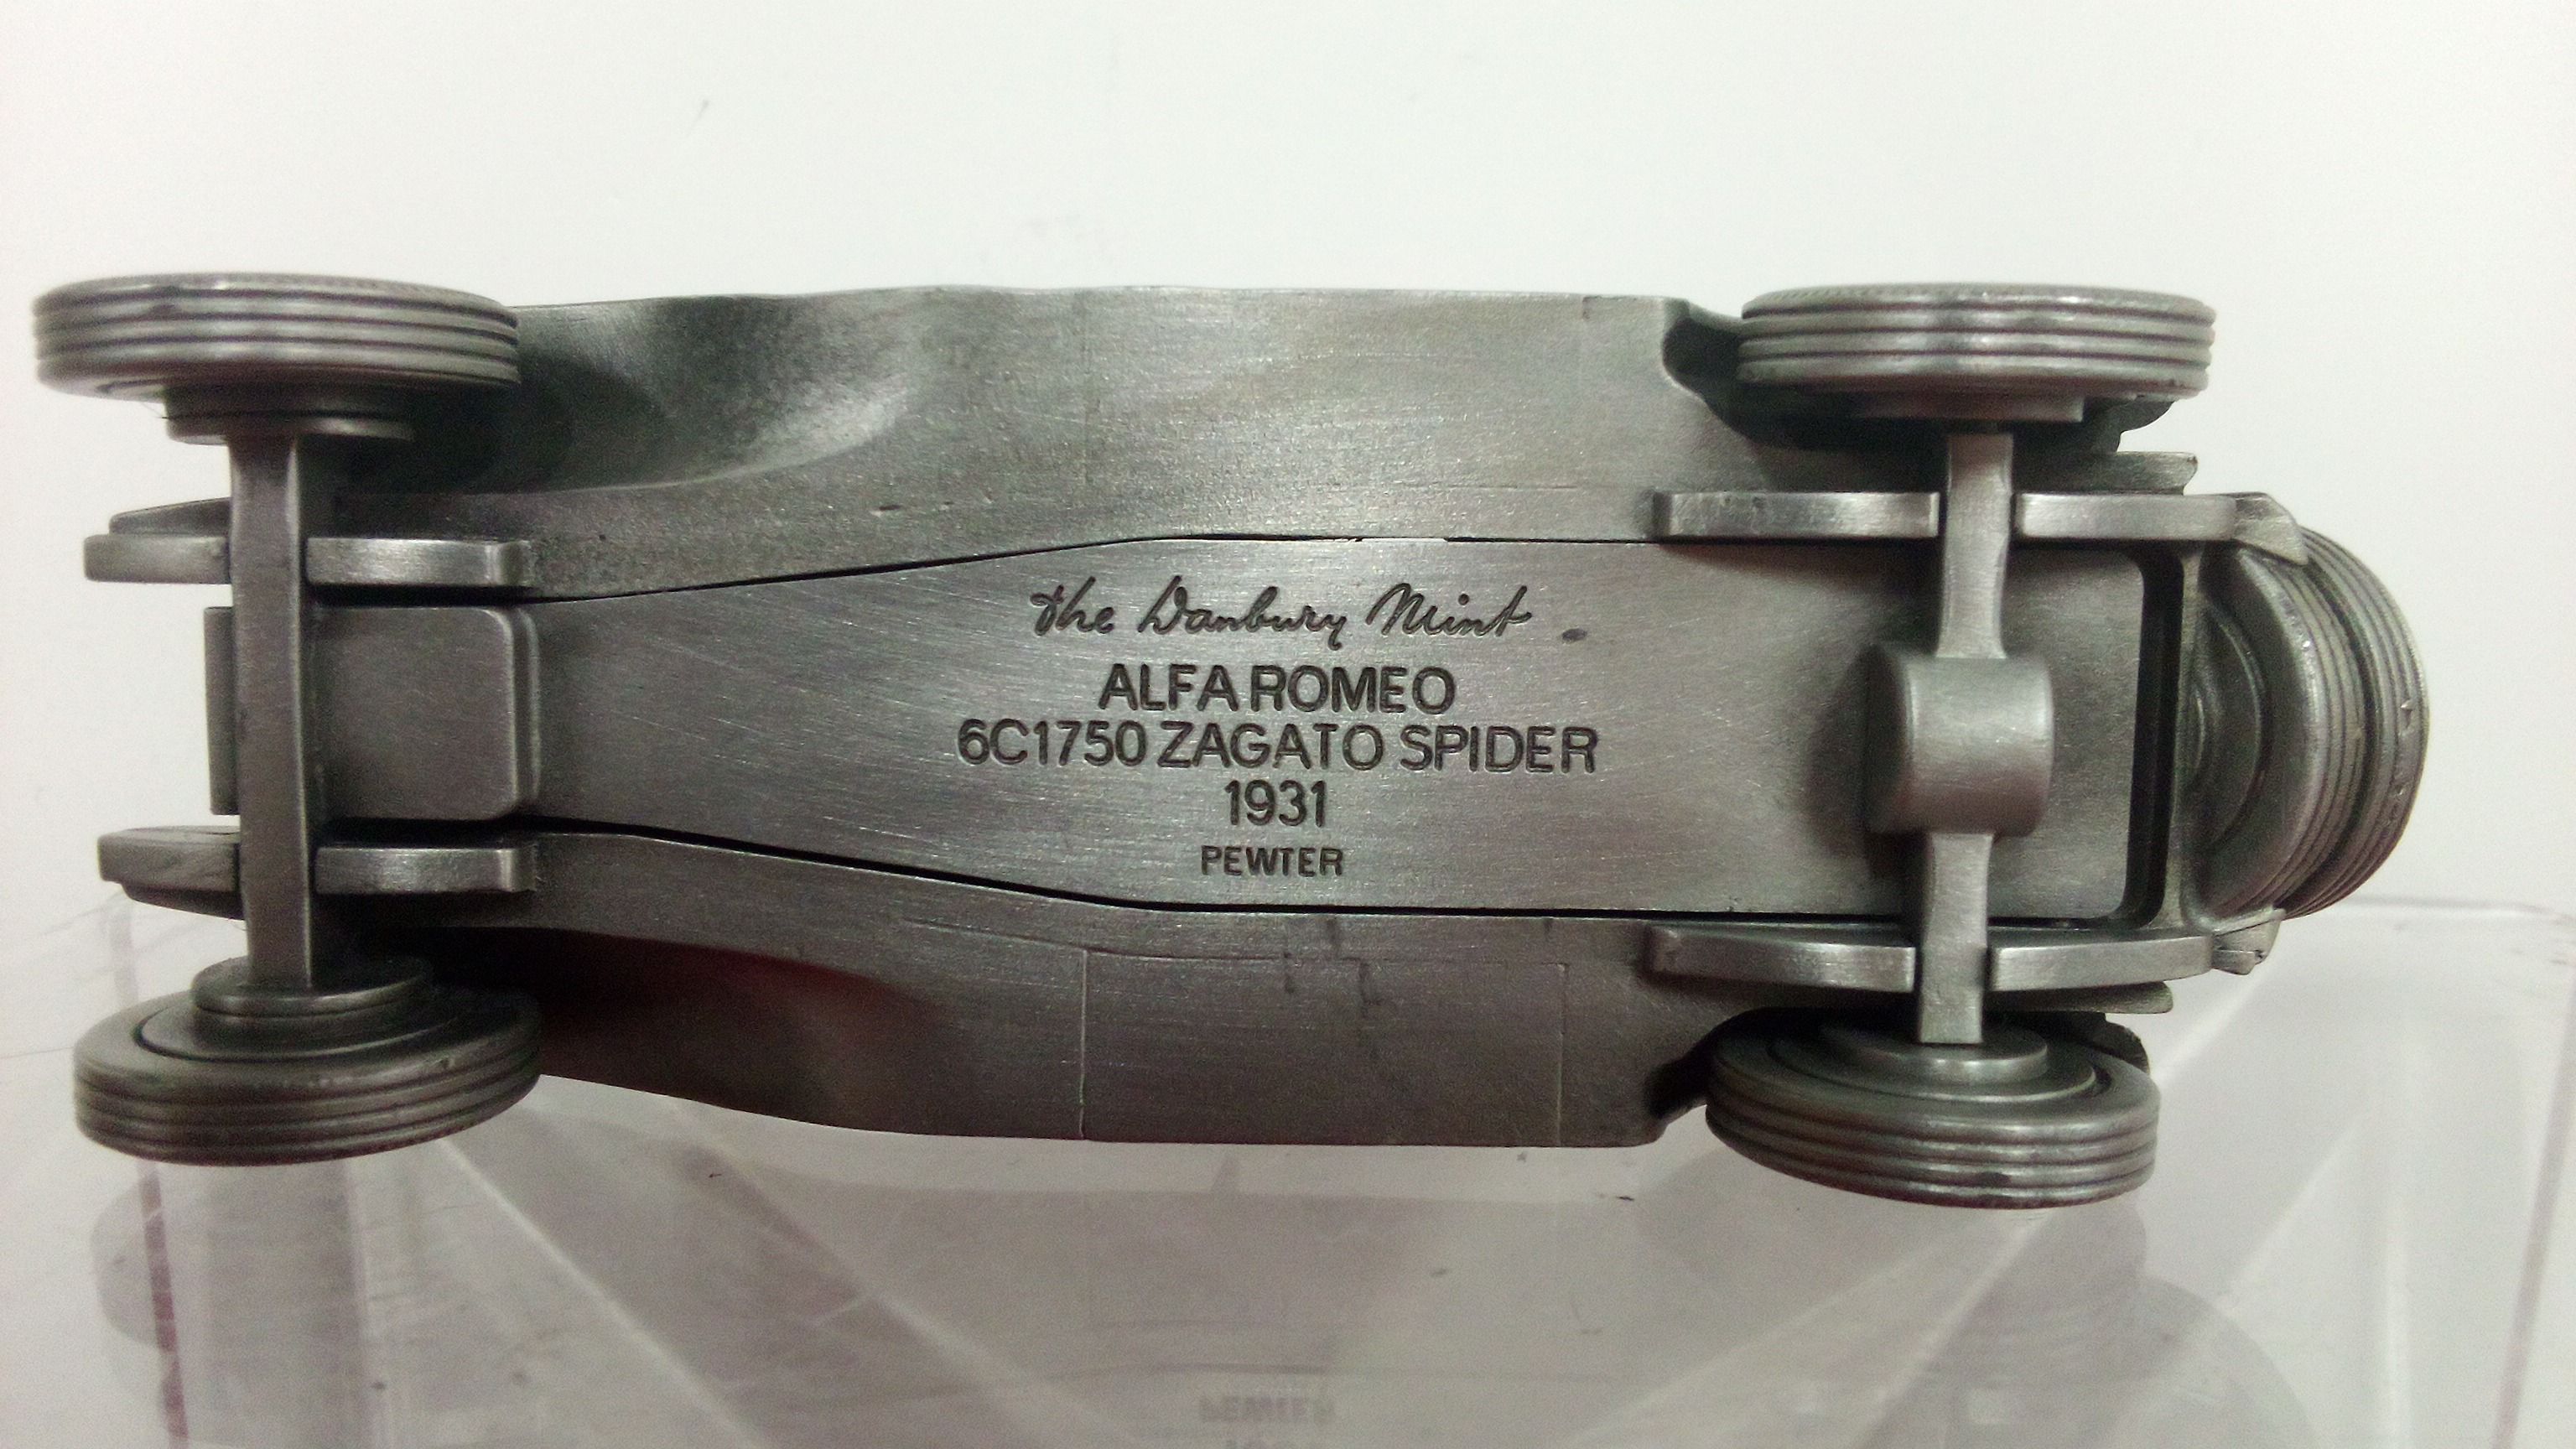 the Danbury Mint
ALFA ROMEO
6C1750 ZAGATO SPIDER
1931
PEWTER